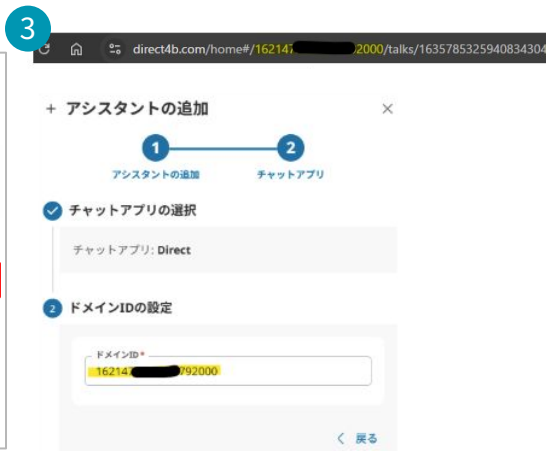 3
direct4b.com/home#/162147 2000/talks/1635785325940834304
+ アシスタントの追加 ×
1 2
アシスタントの追加 チャットアプリ
チャットアプリの選択
チャットアプリ: Direct
2 ドメインIDの設定
ドメインID*
162147 792000
< 戻る